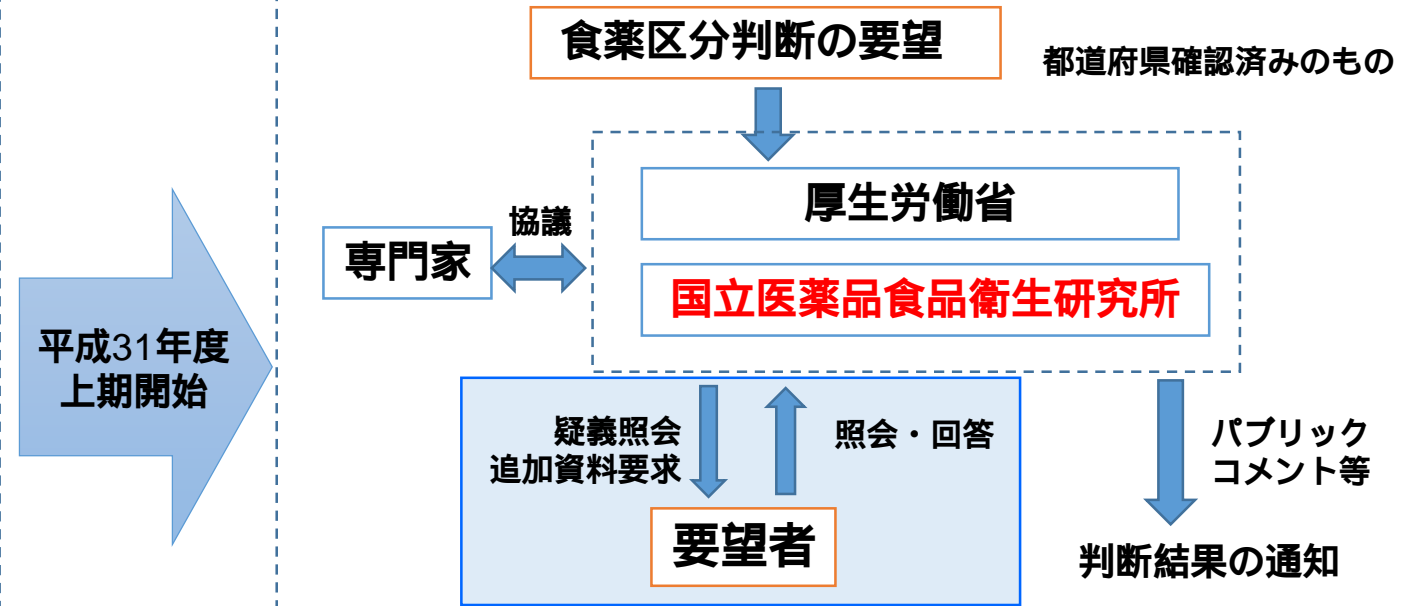 食薬区分判断の要望
都道府県確認済みのもの
厚生労働省
協議
専門家
国立医薬品食品衛生研究所
平成31年度
上期開始
疑義照会
追加資料要求
照会・回答
パブリック
コメント等
要望者
判断結果の通知